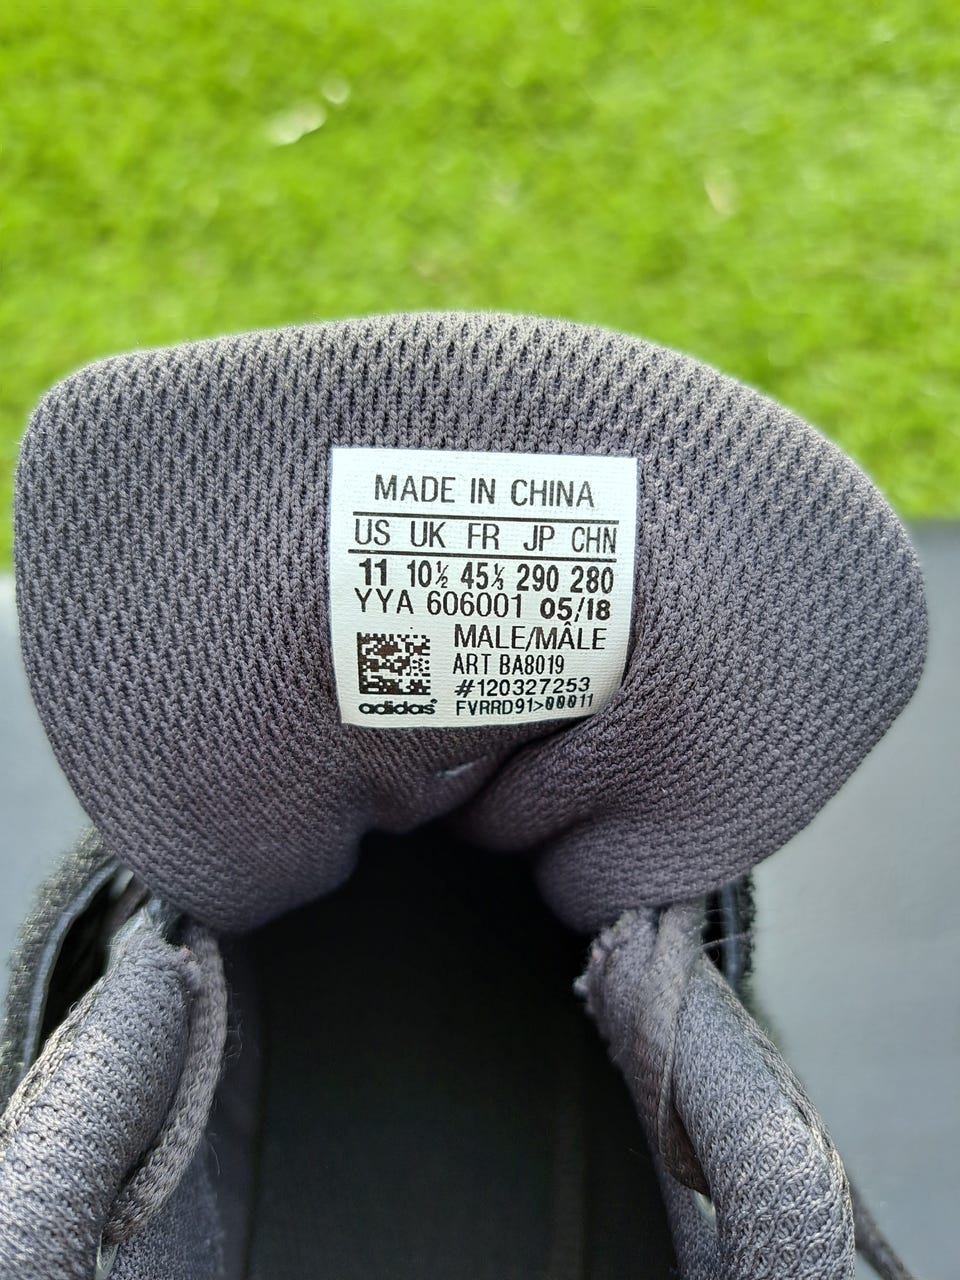 MADE IN CHINA
US UK FR JP CHN
11 10½ 45⅓ 290 280
YYA 606001 05/18
MALE/MÂLE
ART BA8019
#120327253
adidas FVRRD91>00011